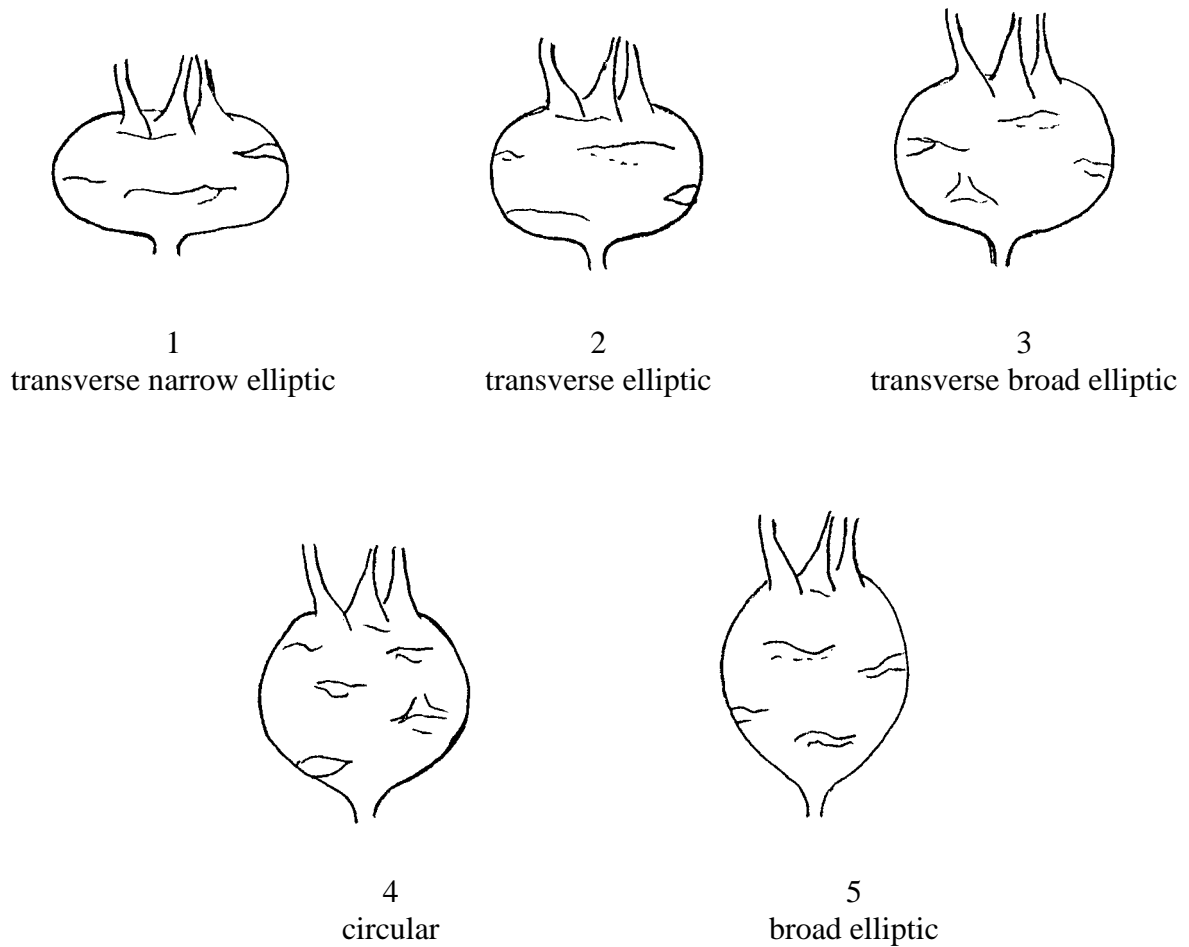 1
transverse narrow elliptic
2
transverse elliptic
3
transverse broad elliptic
4
circular
5
broad elliptic